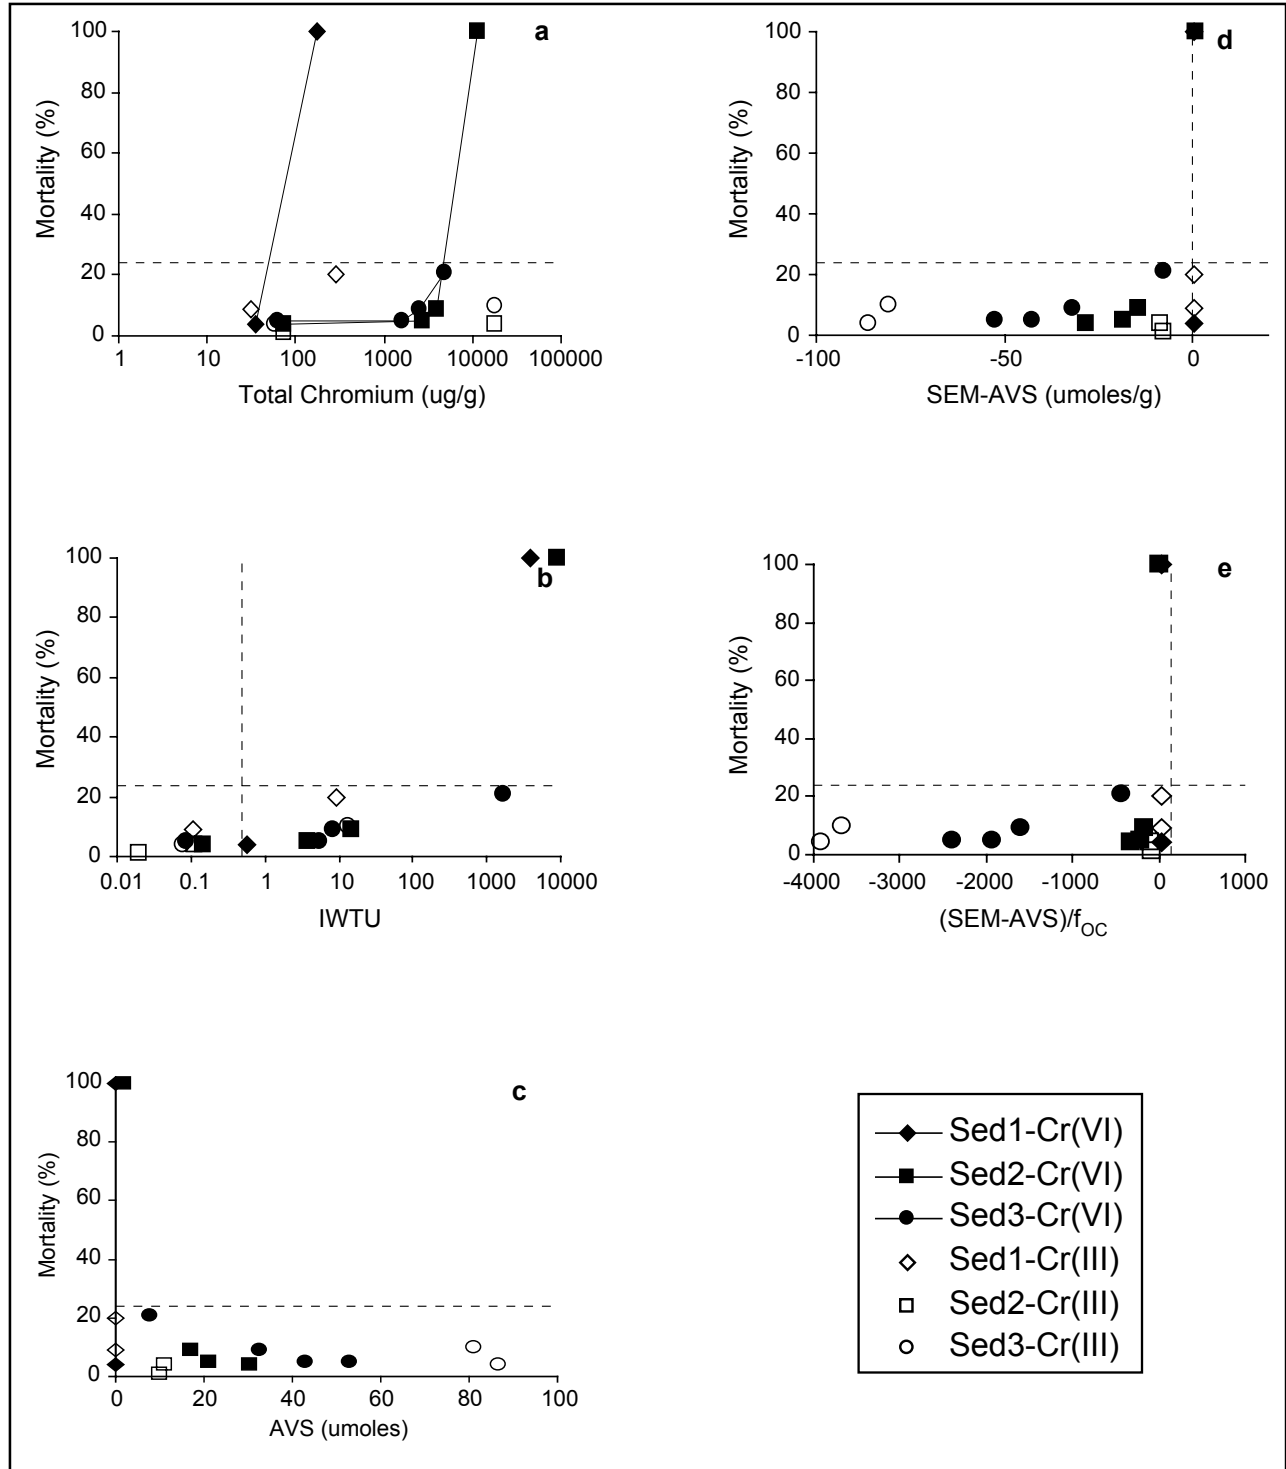 a
100
80
60
40
20
0
Mortality (%)
1 10 100 1000 10000 100000
Total Chromium (ug/g)
d
100
80
60
40
20
0
Mortality (%)
-100 -50 0
SEM-AVS (umoles/g)
b
100
80
60
40
20
0
Mortality (%)
0.01 0.1 1 10 100 1000 10000
IWTU
e
100
80
60
40
20
0
Mortality (%)
-4000 -3000 -2000 -1000 0 1000
(SEM-AVS)/fOC
c
100
80
60
40
20
0
Mortality (%)
0 20 40 60 80 100
AVS (umoles)
Sed1-Cr(VI)
Sed2-Cr(VI)
Sed3-Cr(VI)
Sed1-Cr(III)
Sed2-Cr(III)
Sed3-Cr(III)